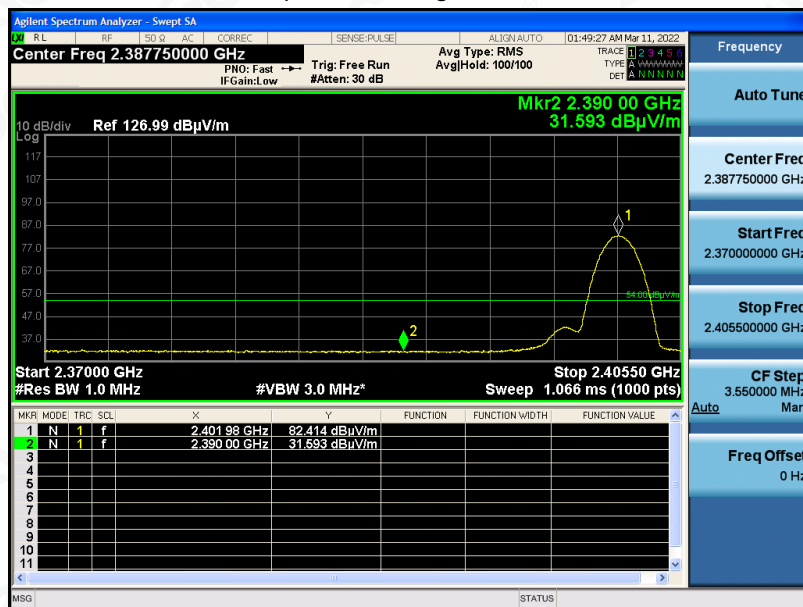 Agilent Spectrum Analyzer - Swept SA
LXI RL RF 50 Ω AC CORREC SENSE:PULSE ALIGN AUTO 01:49:27 AM Mar 11, 2022
Center Freq 2.387750000 GHz
PNO: Fast
IFGain:Low
Trig: Free Run
#Atten: 30 dB
Avg Type: RMS
Avg|Hold: 100/100
TRACE 1 2 3 4 5 6
TYPE A WWWWW
DET A N N N N N
Mkr2 2.390 00 GHz
31.593 dBµV/m
10 dB/div Ref 126.99 dBµV/m
Log
117
107
97.0
87.0
77.0
67.0
57.0
47.0
37.0
1
2
54.00 dBµV/m
Start 2.37000 GHz Stop 2.40550 GHz
#Res BW 1.0 MHz #VBW 3.0 MHz* Sweep 1.066 ms (1000 pts)
MKR MODE TRC SCL X Y FUNCTION FUNCTION WIDTH FUNCTION VALUE
1 N 1 f 2.401 98 GHz 82.414 dBµV/m
2 N 1 f 2.390 00 GHz 31.593 dBµV/m
3
4
5
6
7
8
9
10
11
MSG STATUS
Frequency
Auto Tune
Center Freq
2.387750000 GHz
Start Freq
2.370000000 GHz
Stop Freq
2.405500000 GHz
CF Step
3.550000 MHz
Auto Man
Freq Offset
0 Hz